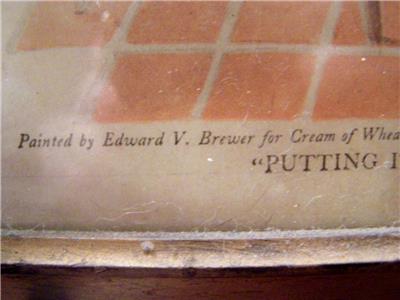 Painted by Edward V. Brewer for Cream of Whea
"PUTTING I